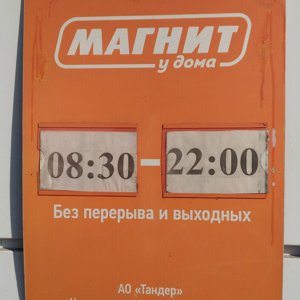 МАГНИТ
у дома
08:30 – 22:00
Без перерыва и выходных
АО «Тандер»